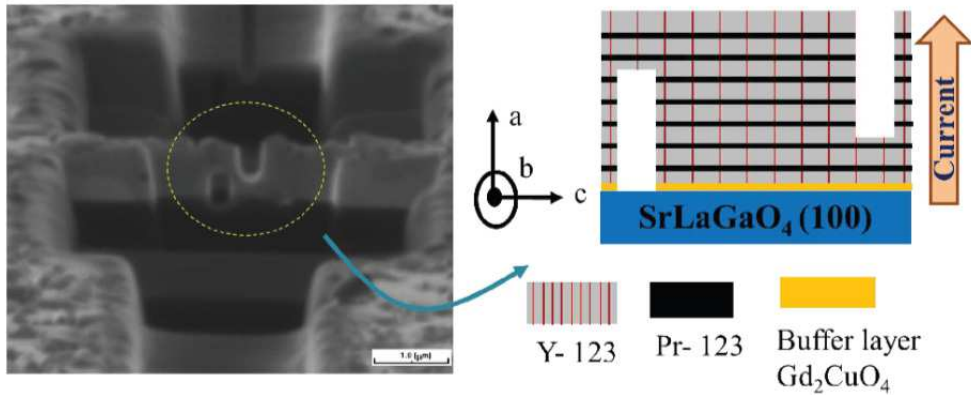 a
b
c
SrLaGaO₄ (100)
Current
Y- 123
Pr- 123
Buffer layer
Gd₂CuO₄
1.0 (μm)